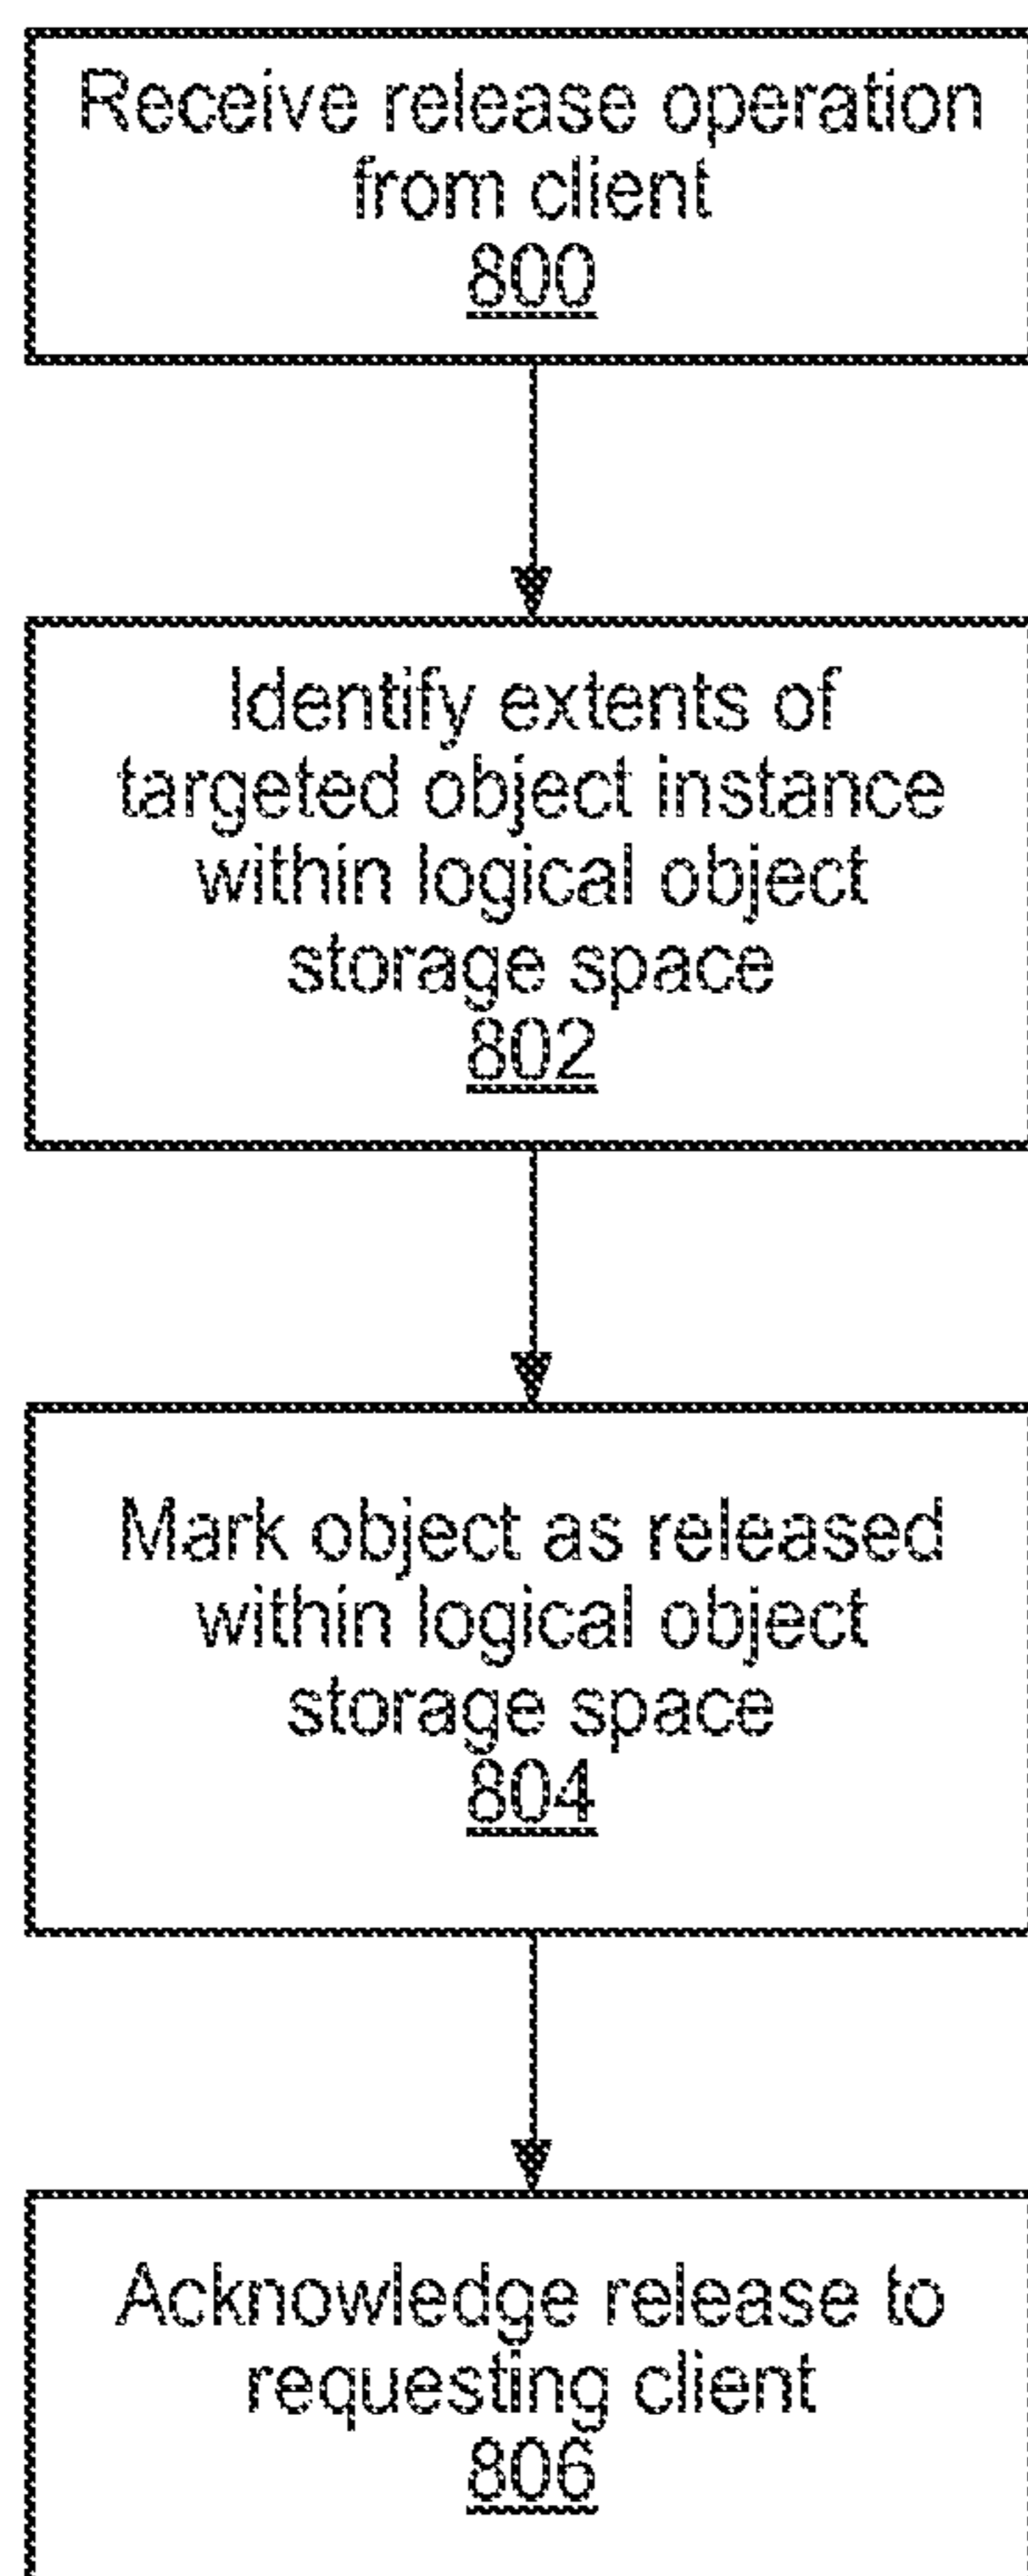 Receive release operation
from client
800
Identify extents of
targeted object instance
within logical object
storage space
802
Mark object as released
within logical object
storage space
804
Acknowledge release to
requesting client
806